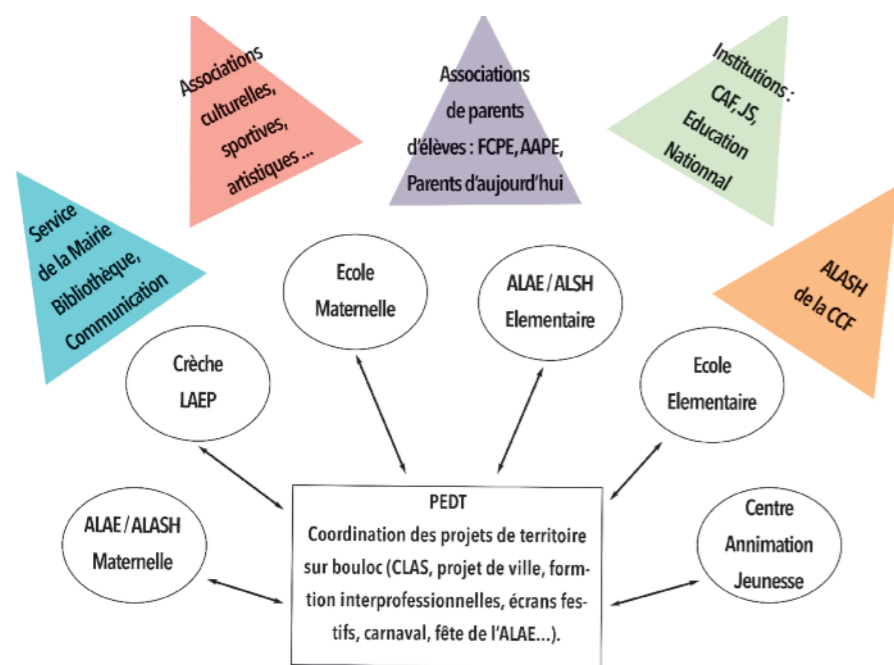 Service
de la Mairie
Bibliothèque,
Communication
Associations
culturelles,
sportives,
artistiques ...
Associations
de parents
d'élèves : FCPE, AAPE,
Parents d'aujourd'hui
Institutions :
CAF, JS,
Education
Nationnal
ALASH
de la CCF
Ecole
Maternelle
ALAE / ALSH
Elementaire
Crèche
LAEP
Ecole
Elementaire
ALAE / ALASH
Maternelle
Centre
Annimation
Jeunesse
PEDT
Coordination des projets de territoire
sur bouloc (CLAS, projet de ville, form-
tion interprofessionnelles, écrans fes-
tifs, carnaval, fête de l'ALAE...).